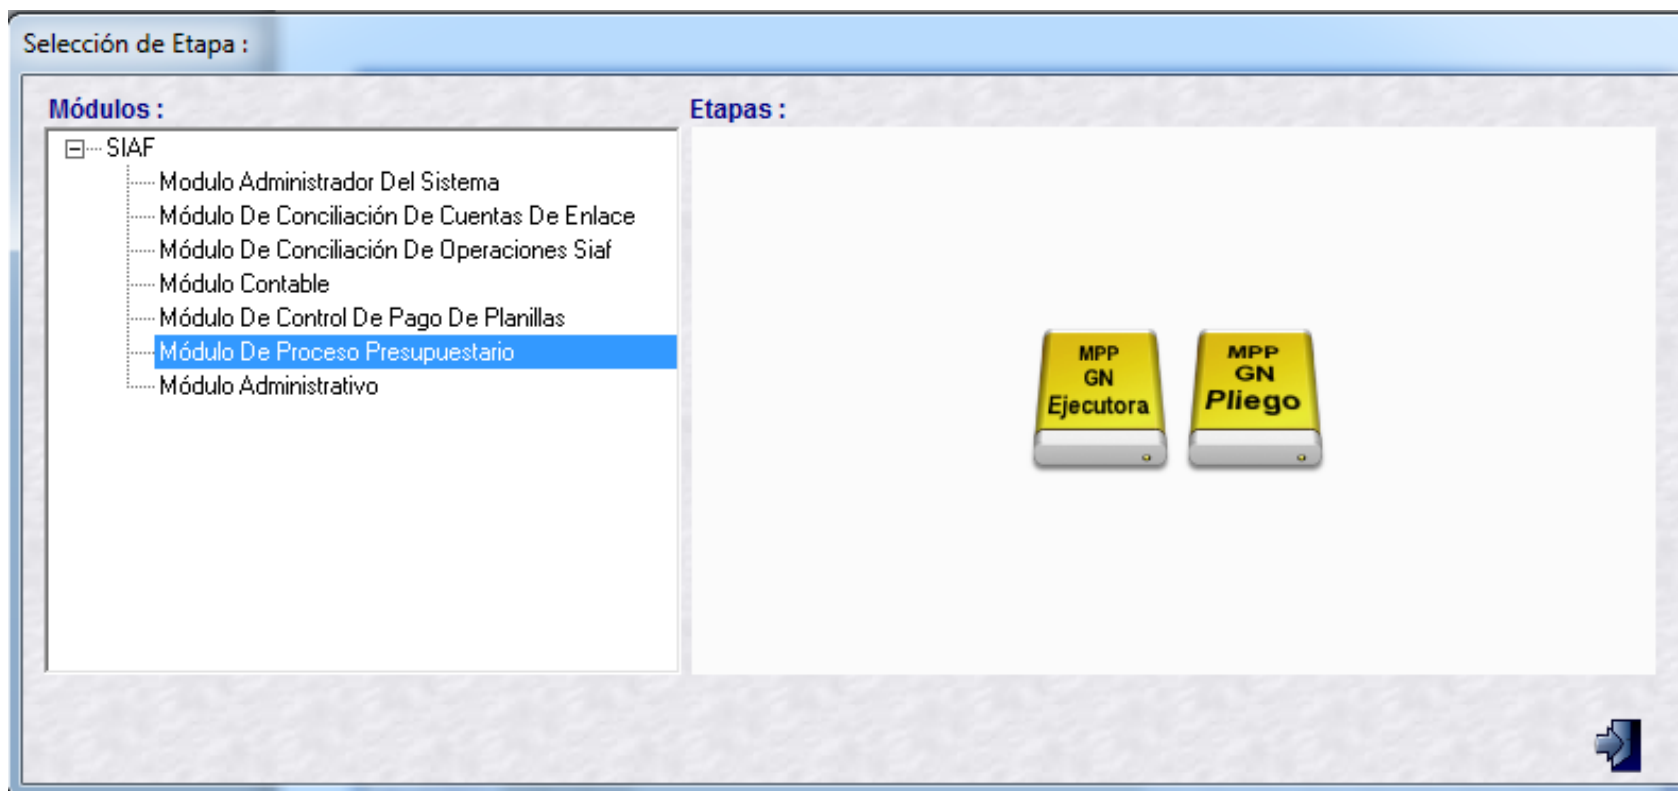 Selección de Etapa :
Módulos :
Etapas :
SIAF
Modulo Administrador Del Sistema
Módulo De Conciliación De Cuentas De Enlace
Módulo De Conciliación De Operaciones Siaf
Módulo Contable
Módulo De Control De Pago De Planillas
Módulo De Proceso Presupuestario
Módulo Administrativo
MPP
GN
Ejecutora
MPP
GN
Pliego